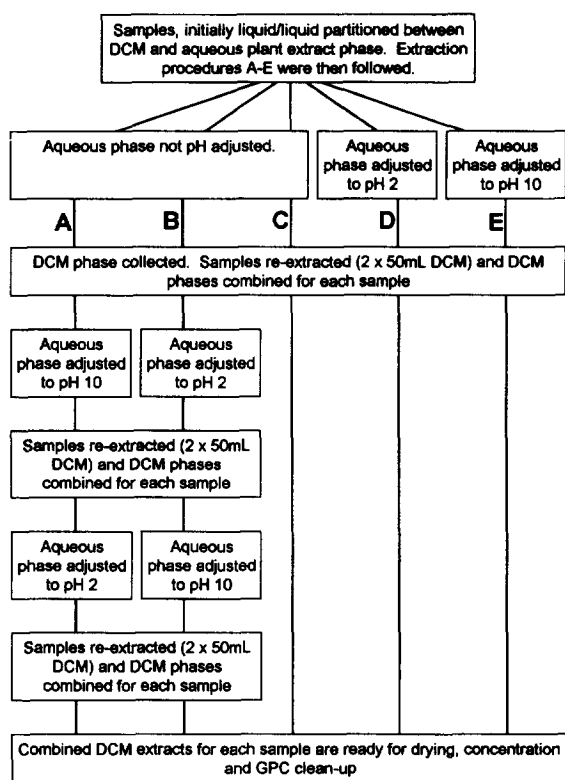 Samples, initially liquid/liquid partitioned between
DCM and aqueous plant extract phase. Extraction
procedures A-E were then followed.
Aqueous phase not pH adjusted.
Aqueous
phase adjusted
to pH 2
Aqueous
phase adjusted
to pH 10
A
B
C
D
E
DCM phase collected. Samples re-extracted (2 x 50mL DCM) and DCM
phases combined for each sample
Aqueous
phase adjusted
to pH 10
Aqueous
phase adjusted
to pH 2
Samples re-extracted (2 x 50mL
DCM) and DCM phases
combined for each sample
Aqueous
phase adjusted
to pH 2
Aqueous
phase adjusted
to pH 10
Samples re-extracted (2 x 50mL
DCM) and DCM phases
combined for each sample
Combined DCM extracts for each sample are ready for drying, concentration
and GPC clean-up